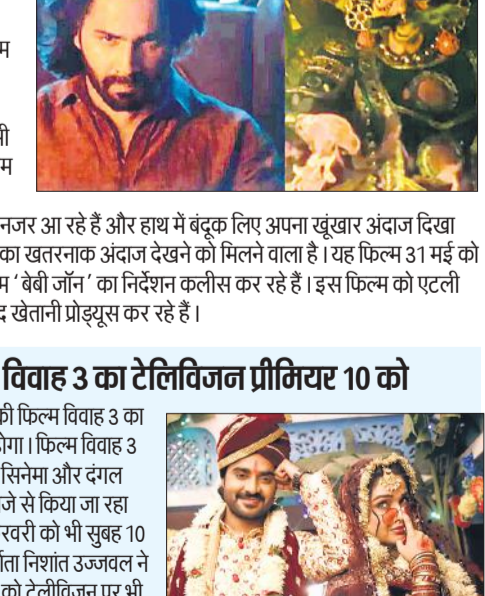 म
नजर आ रहे हैं और हाथ में बंदूक लिए अपना खूंखार अंदाज दिखा
का खतरनाक अंदाज देखने को मिलने वाला है। यह फिल्म 31 मई को
म ‘बेबी जॉन’ का निर्देशन कलीस कर रहे हैं। इस फिल्म को एटली
द खेतानी प्रोड्यूस कर रहे हैं।
विवाह 3 का टेलिविजन प्रीमियर 10 को
की फिल्म विवाह 3 का
होगा। फिल्म विवाह 3
सिनेमा और दंगल
जे से किया जा रहा
रवरी को भी सुबह 10
र्माता निशांत उज्जवल ने
को टेलीविजन पर भी